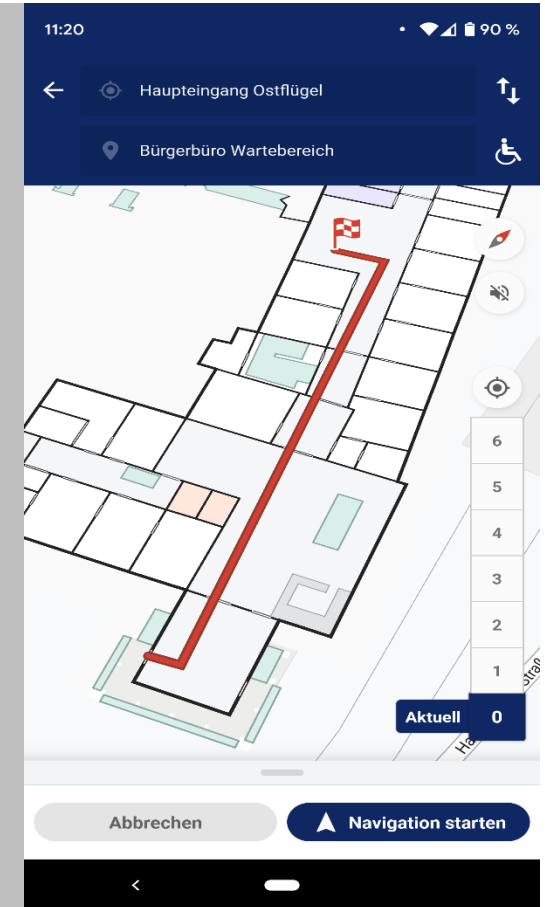 11:20
90 %
Haupteingang Ostflügel
Bürgerbüro Wartebereich
6
5
4
3
2
1
Aktuell 0
Abbrechen
Navigation starten